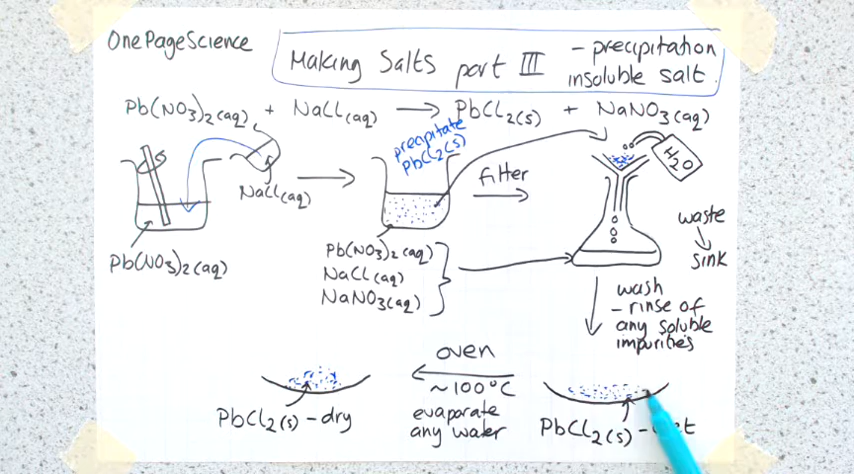 OnePageScience
Making Salts part III
- precipitation
insoluble salt.
Pb(NO3)2(aq) + NaCl(aq) → PbCl2(s) + NaNO3(aq)
precpitate
PbCl2(s)
H2O
NaCl(aq)
filter
Pb(NO3)2(aq)
Pb(NO3)2(aq)
NaCl(aq)
NaNO3(aq)
waste
sink
wash
- rinse of
any soluble
impurities
oven
~100°C
evaporate
any water
PbCl2(s) - dry
PbCl2(s) -